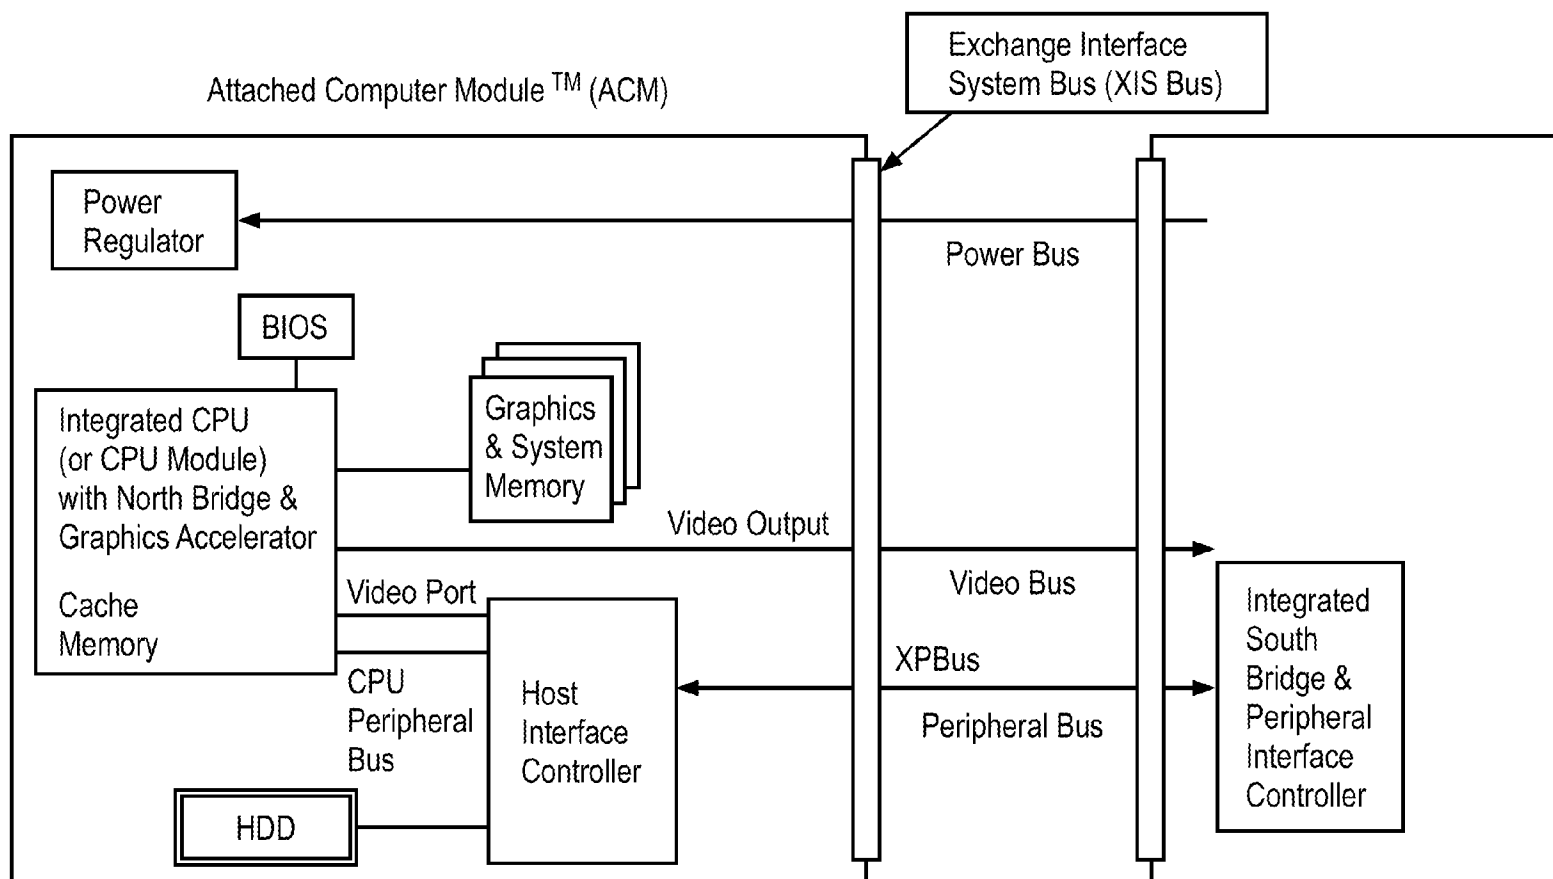 Exchange Interface
System Bus (XIS Bus)
Attached Computer Module TM (ACM)
Power
Regulator
Power Bus
BIOS
Graphics
& System
Memory
Integrated CPU
(or CPU Module)
with North Bridge &
Graphics Accelerator
Cache
Memory
Video Output
Video Bus
Video Port
CPU
Peripheral
Bus
Host
Interface
Controller
XPBus
Peripheral Bus
Integrated
South
Bridge &
Peripheral
Interface
Controller
HDD